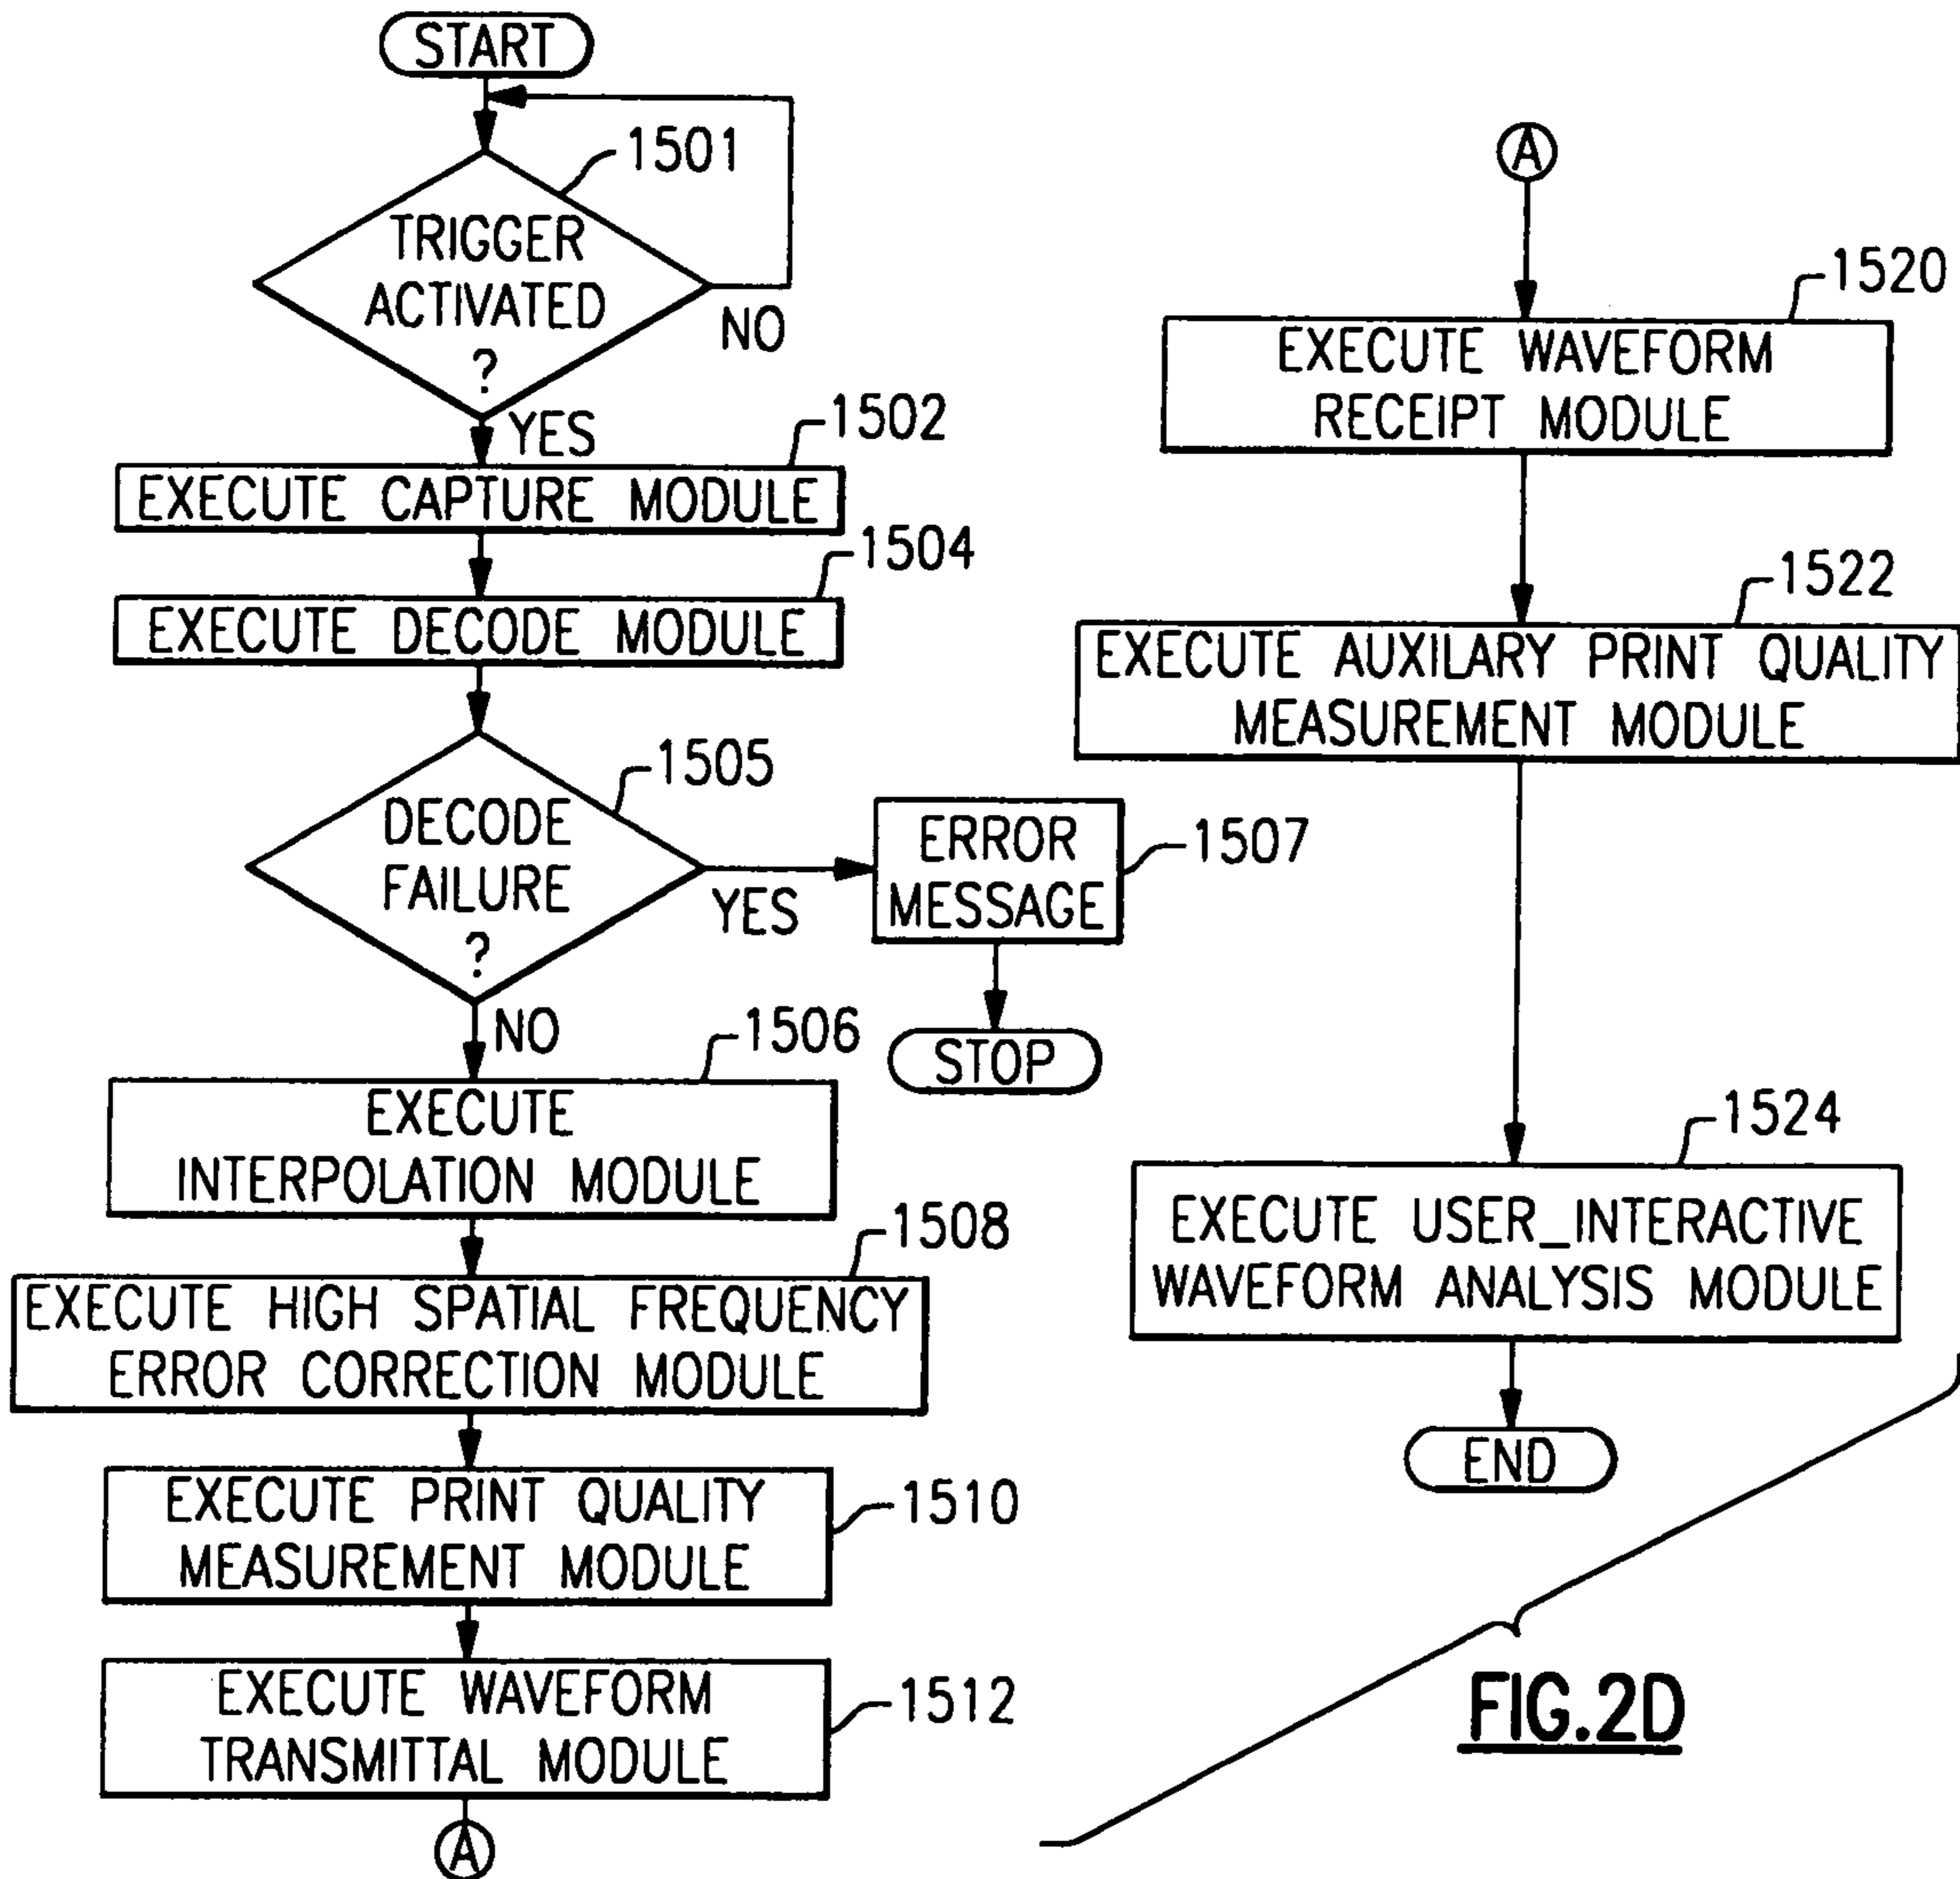 START
1501
TRIGGER
ACTIVATED
?
NO
YES
1502
EXECUTE CAPTURE MODULE
1504
EXECUTE DECODE MODULE
1505
DECODE
FAILURE
?
YES
ERROR
MESSAGE
1507
STOP
NO
1506
EXECUTE
INTERPOLATION MODULE
1508
EXECUTE HIGH SPATIAL FREQUENCY
ERROR CORRECTION MODULE
EXECUTE PRINT QUALITY
MEASUREMENT MODULE
1510
EXECUTE WAVEFORM
TRANSMITTAL MODULE
1512
A
A
1520
EXECUTE WAVEFORM
RECEIPT MODULE
1522
EXECUTE AUXILARY PRINT QUALITY
MEASUREMENT MODULE
1524
EXECUTE USER_INTERACTIVE
WAVEFORM ANALYSIS MODULE
END
FIG.2D